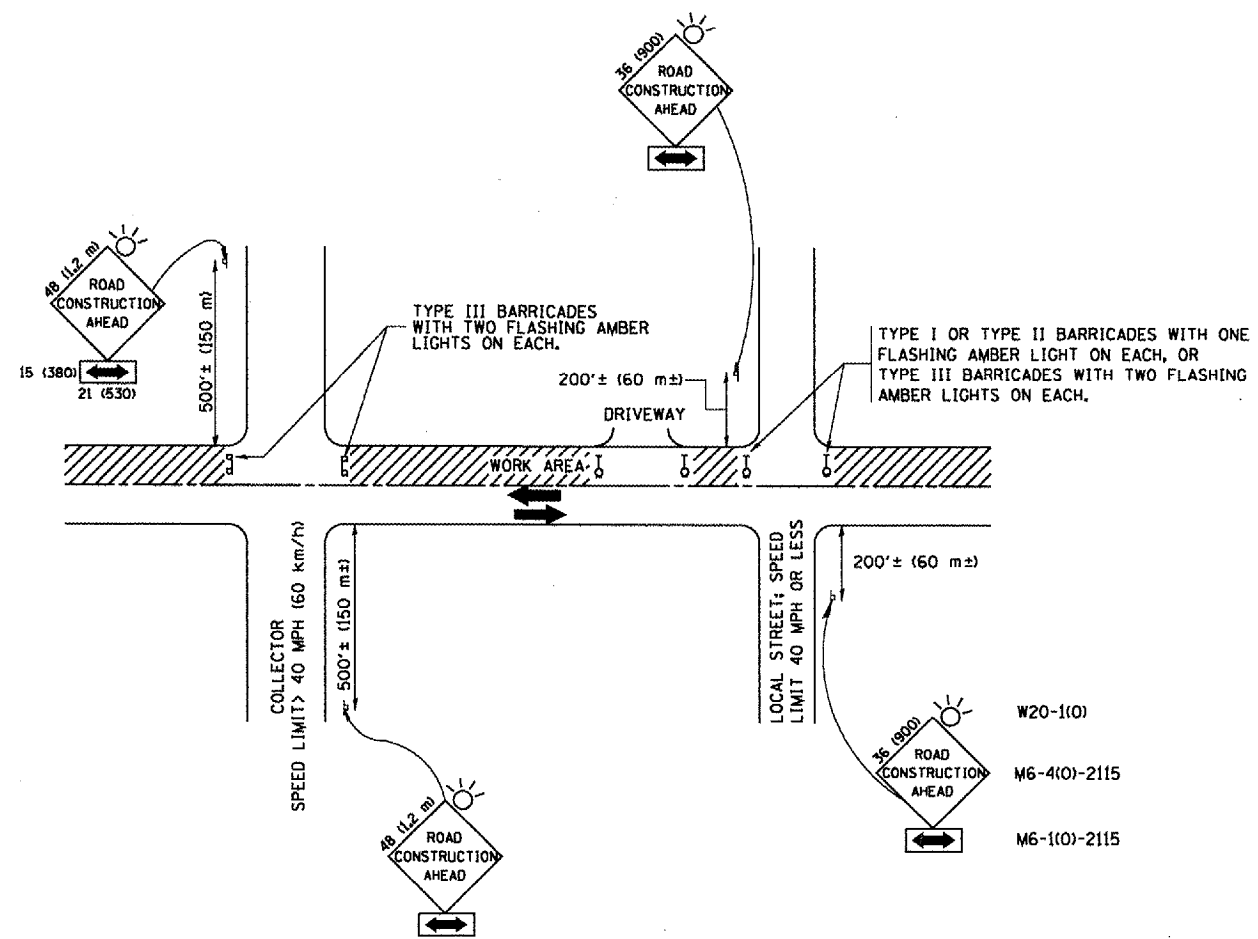 36 (900)
ROAD
CONSTRUCTION
AHEAD
48 (1.2 m)
ROAD
CONSTRUCTION
AHEAD
15 (380)
21 (530)
500'± (150 m)
TYPE III BARRICADES
WITH TWO FLASHING AMBER
LIGHTS ON EACH.
200'± (60 m±)
DRIVEWAY
TYPE I OR TYPE II BARRICADES WITH ONE
FLASHING AMBER LIGHT ON EACH, OR
TYPE III BARRICADES WITH TWO FLASHING
AMBER LIGHTS ON EACH.
WORK AREA
COLLECTOR
SPEED LIMIT> 40 MPH (60 km/h)
500'± (150 m±)
LOCAL STREET; SPEED
LIMIT 40 MPH OR LESS
200'± (60 m±)
48 (1.2 m)
ROAD
CONSTRUCTION
AHEAD
36 (900)
ROAD
CONSTRUCTION
AHEAD
W20-1(O)
M6-4(O)-2115
M6-1(O)-2115